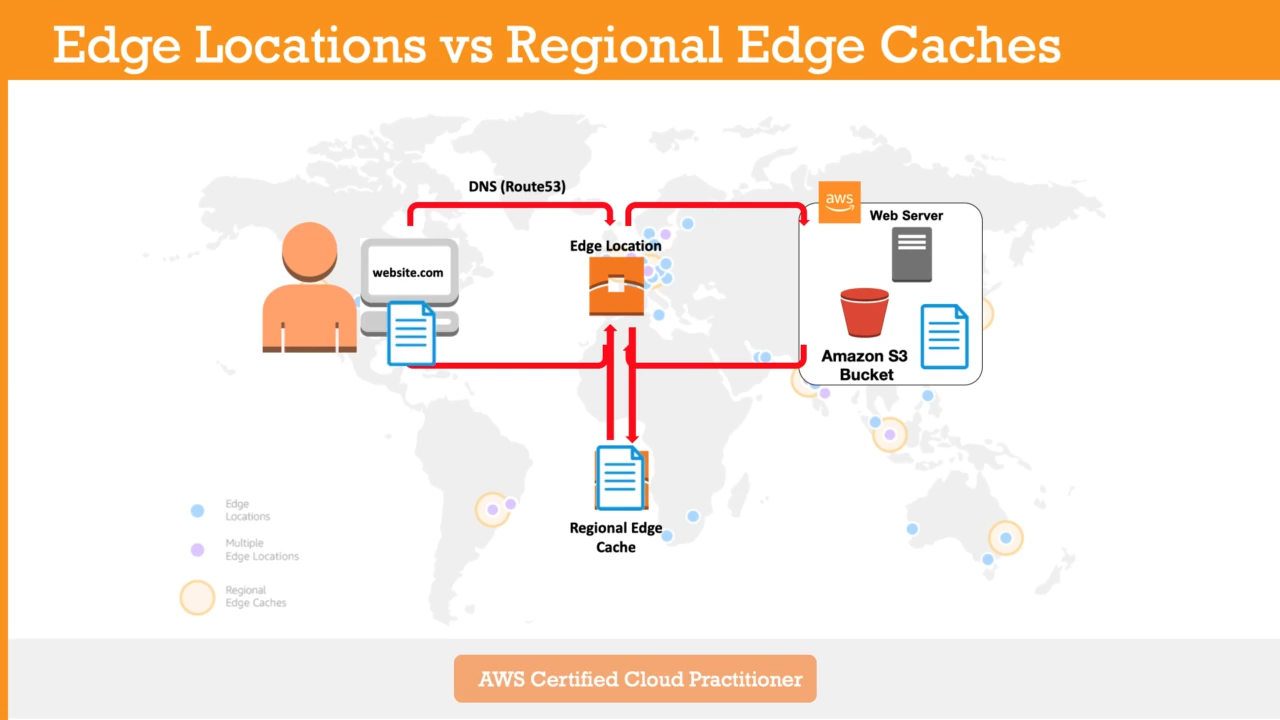 Edge Locations vs Regional Edge Caches
DNS (Route53)
aws
Web Server
Edge Location
website.com
Amazon S3
Bucket
Regional Edge
Cache
Edge
Locations
Multiple
Edge Locations
Regional
Edge Caches
AWS Certified Cloud Practitioner